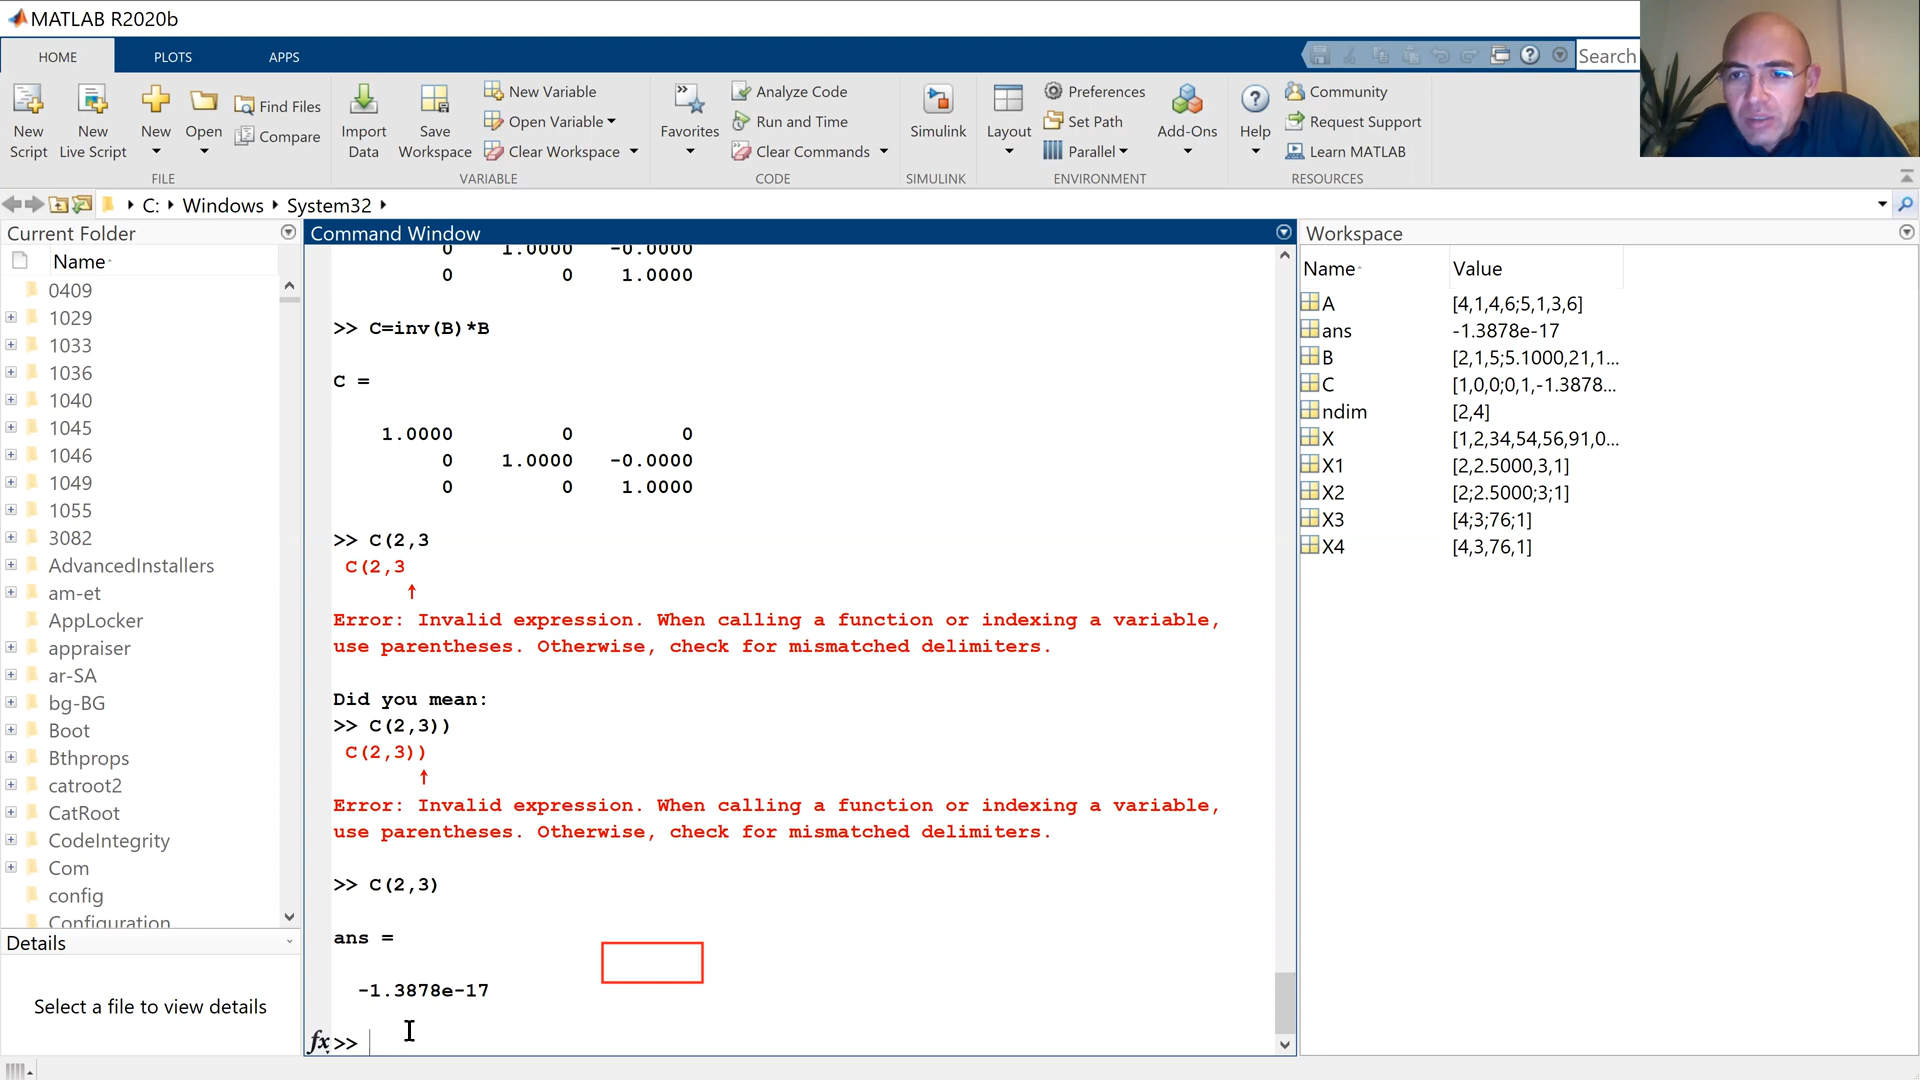 MATLAB R2020b
HOME PLOTS APPS
Search
New Script
New Live Script
New
Open
Find Files
Compare
FILE
Import Data
Save Workspace
New Variable
Open Variable
Clear Workspace
VARIABLE
Favorites
Analyze Code
Run and Time
Clear Commands
CODE
Simulink
SIMULINK
Layout
Preferences
Set Path
Parallel
Add-Ons
ENVIRONMENT
Help
Community
Request Support
Learn MATLAB
RESOURCES
C: Windows System32
Current Folder
Name
0409
1029
1033
1036
1040
1045
1046
1049
1055
3082
AdvancedInstallers
am-et
AppLocker
appraiser
ar-SA
bg-BG
Boot
Bthprops
catroot2
CatRoot
CodeIntegrity
Com
config
Configuration
Details
Select a file to view details
Command Window
0 1.0000 -0.0000
0 0 1.0000
>> C=inv(B)*B
C =
1.0000 0 0
0 1.0000 -0.0000
0 0 1.0000
>> C(2,3
C(2,3
↑
Error: Invalid expression. When calling a function or indexing a variable,
use parentheses. Otherwise, check for mismatched delimiters.
Did you mean:
>> C(2,3))
C(2,3))
↑
Error: Invalid expression. When calling a function or indexing a variable,
use parentheses. Otherwise, check for mismatched delimiters.
>> C(2,3)
ans =
-1.3878e-17
fx >>
Workspace
Name Value
A [4,1,4,6;5,1,3,6]
ans -1.3878e-17
B [2,1,5;5.1000,21,1...
C [1,0,0;0,1,-1.3878...
ndim [2,4]
X [1,2,34,54,56,91,0...
X1 [2,2.5000,3,1]
X2 [2;2.5000;3;1]
X3 [4;3;76;1]
X4 [4,3,76,1]